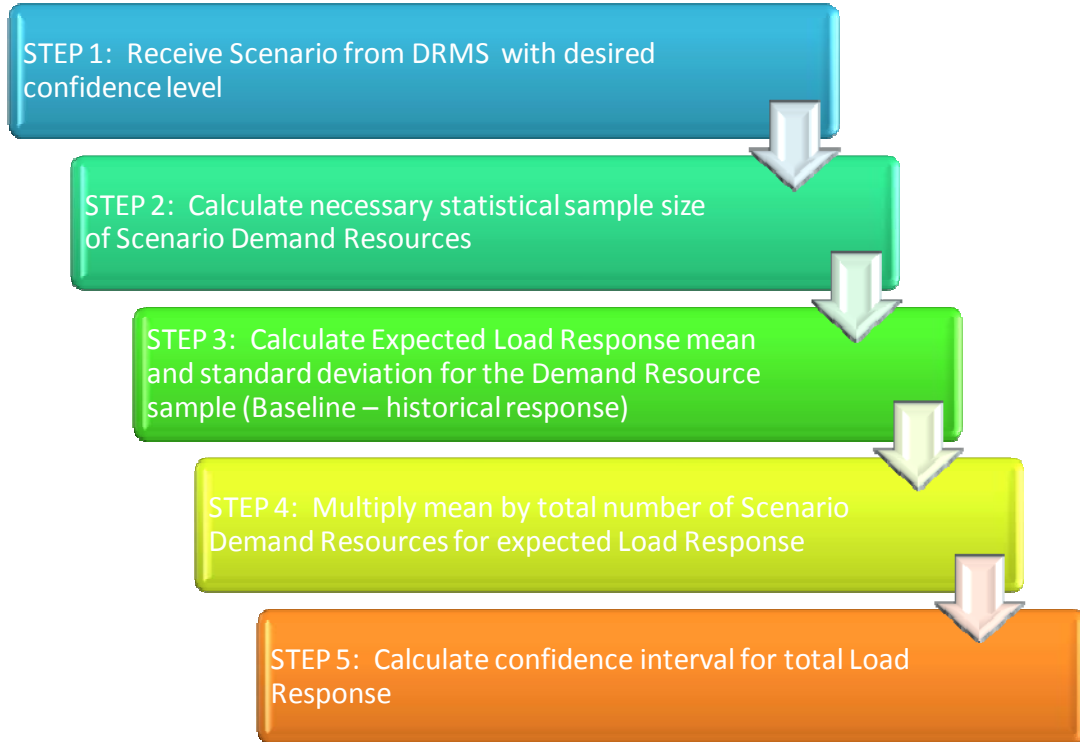 STEP 1:  Receive Scenario from DRMS  with desired
confidence level
STEP 2:  Calculate necessary statistical sample size
of Scenario Demand Resources
STEP 3:  Calculate Expected Load Response mean
and standard deviation for the Demand Resource
sample (Baseline – historical response)
STEP 4:  Multiply mean by total number of Scenario
Demand Resources for expected Load Response
STEP 5:  Calculate confidence interval for total Load
Response